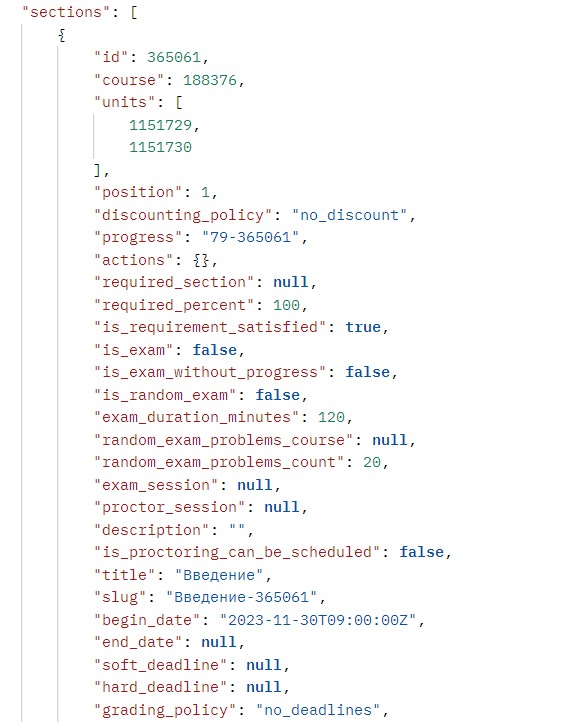 "sections": [
{
"id": 365061,
"course": 188376,
"units": [
1151729,
1151730
],
"position": 1,
"discounting_policy": "no_discount",
"progress": "79-365061",
"actions": {},
"required_section": null,
"required_percent": 100,
"is_requirement_satisfied": true,
"is_exam": false,
"is_exam_without_progress": false,
"is_random_exam": false,
"exam_duration_minutes": 120,
"random_exam_problems_course": null,
"random_exam_problems_count": 20,
"exam_session": null,
"proctor_session": null,
"description": "",
"is_proctoring_can_be_scheduled": false,
"title": "Введение",
"slug": "Введение-365061",
"begin_date": "2023-11-30T09:00:00Z",
"end_date": null,
"soft_deadline": null,
"hard_deadline": null,
"grading_policy": "no_deadlines",